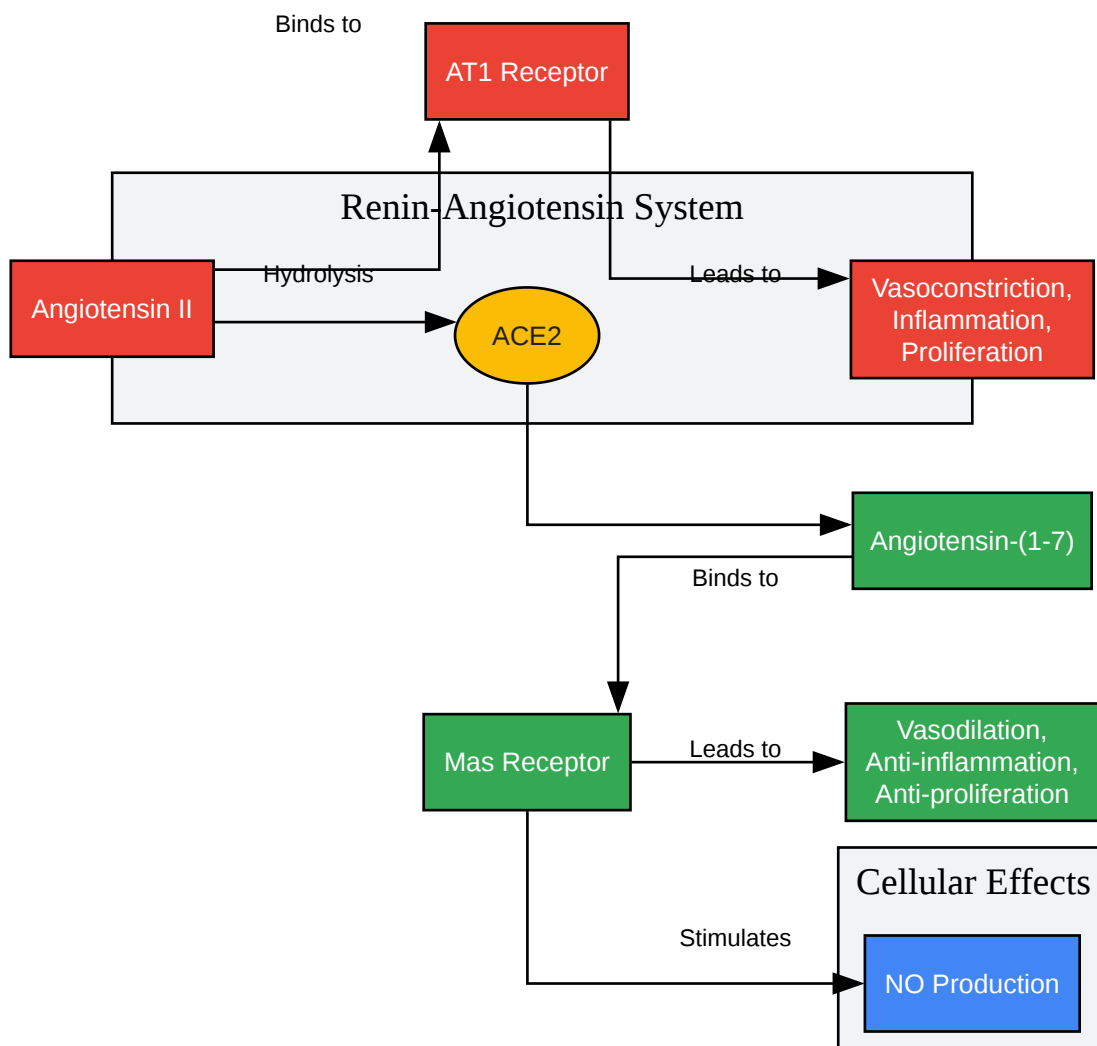 Binds to
AT1 Receptor
Renin-Angiotensin System
Angiotensin II
Hydrolysis
ACE2
Leads to
Vasoconstriction,
Inflammation,
Proliferation
Angiotensin-(1-7)
Binds to
Mas Receptor
Leads to
Vasodilation,
Anti-inflammation,
Anti-proliferation
Cellular Effects
Stimulates
NO Production